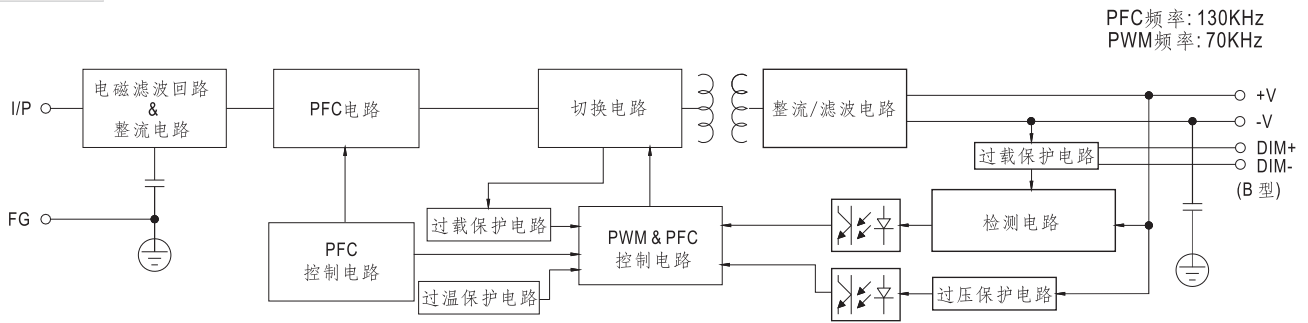 PFC频率: 130KHz
PWM频率: 70KHz
I/P
电磁滤波回路
&
整流电路
PFC电路
切换电路
整流/滤波电路
+V
-V
过载保护电路
DIM+
DIM-
(B 型)
FG
过载保护电路
PFC
控制电路
PWM & PFC
控制电路
检测电路
过温保护电路
过压保护电路